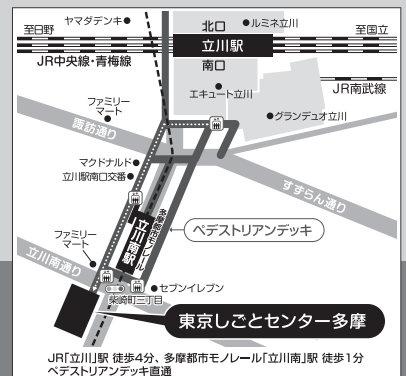 ヤマダデンキ
北口
ルミネ立川
至日野
立川駅
至国立
JR中央線・青梅線
南口
JR南武線
エキュート立川
ファミリー
マート
グランデュオ立川
諏訪通り
マクドナルド
立川駅南口交番
すずらん通り
多摩都市モノレール
立川南駅
ペデストリアンデッキ
ファミリー
マート
立川南通り
セブンイレブン
柴崎町三丁目
東京しごとセンター多摩
JR「立川」駅 徒歩4分、多摩都市モノレール「立川南」駅 徒歩1分
ペデストリアンデッキ直通